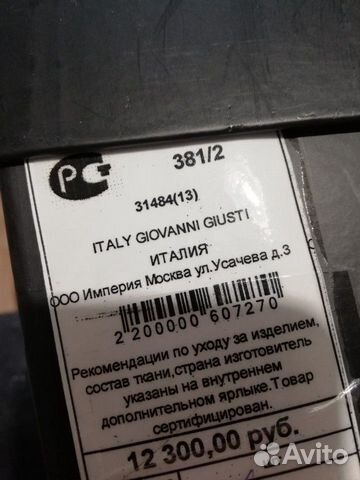 РСТ
381/2
31484(13)
ITALY GIOVANNI GIUSTI
ИТАЛИЯ
ООО Империя Москва ул.Усачева д.3
2 200000 607270
Рекомендации по уходу за изделием,
состав ткани,страна изготовитель
указаны на внутреннем
дополнительном ярлыке.Товар
сертифицирован.
12 300,00 руб.
Avito